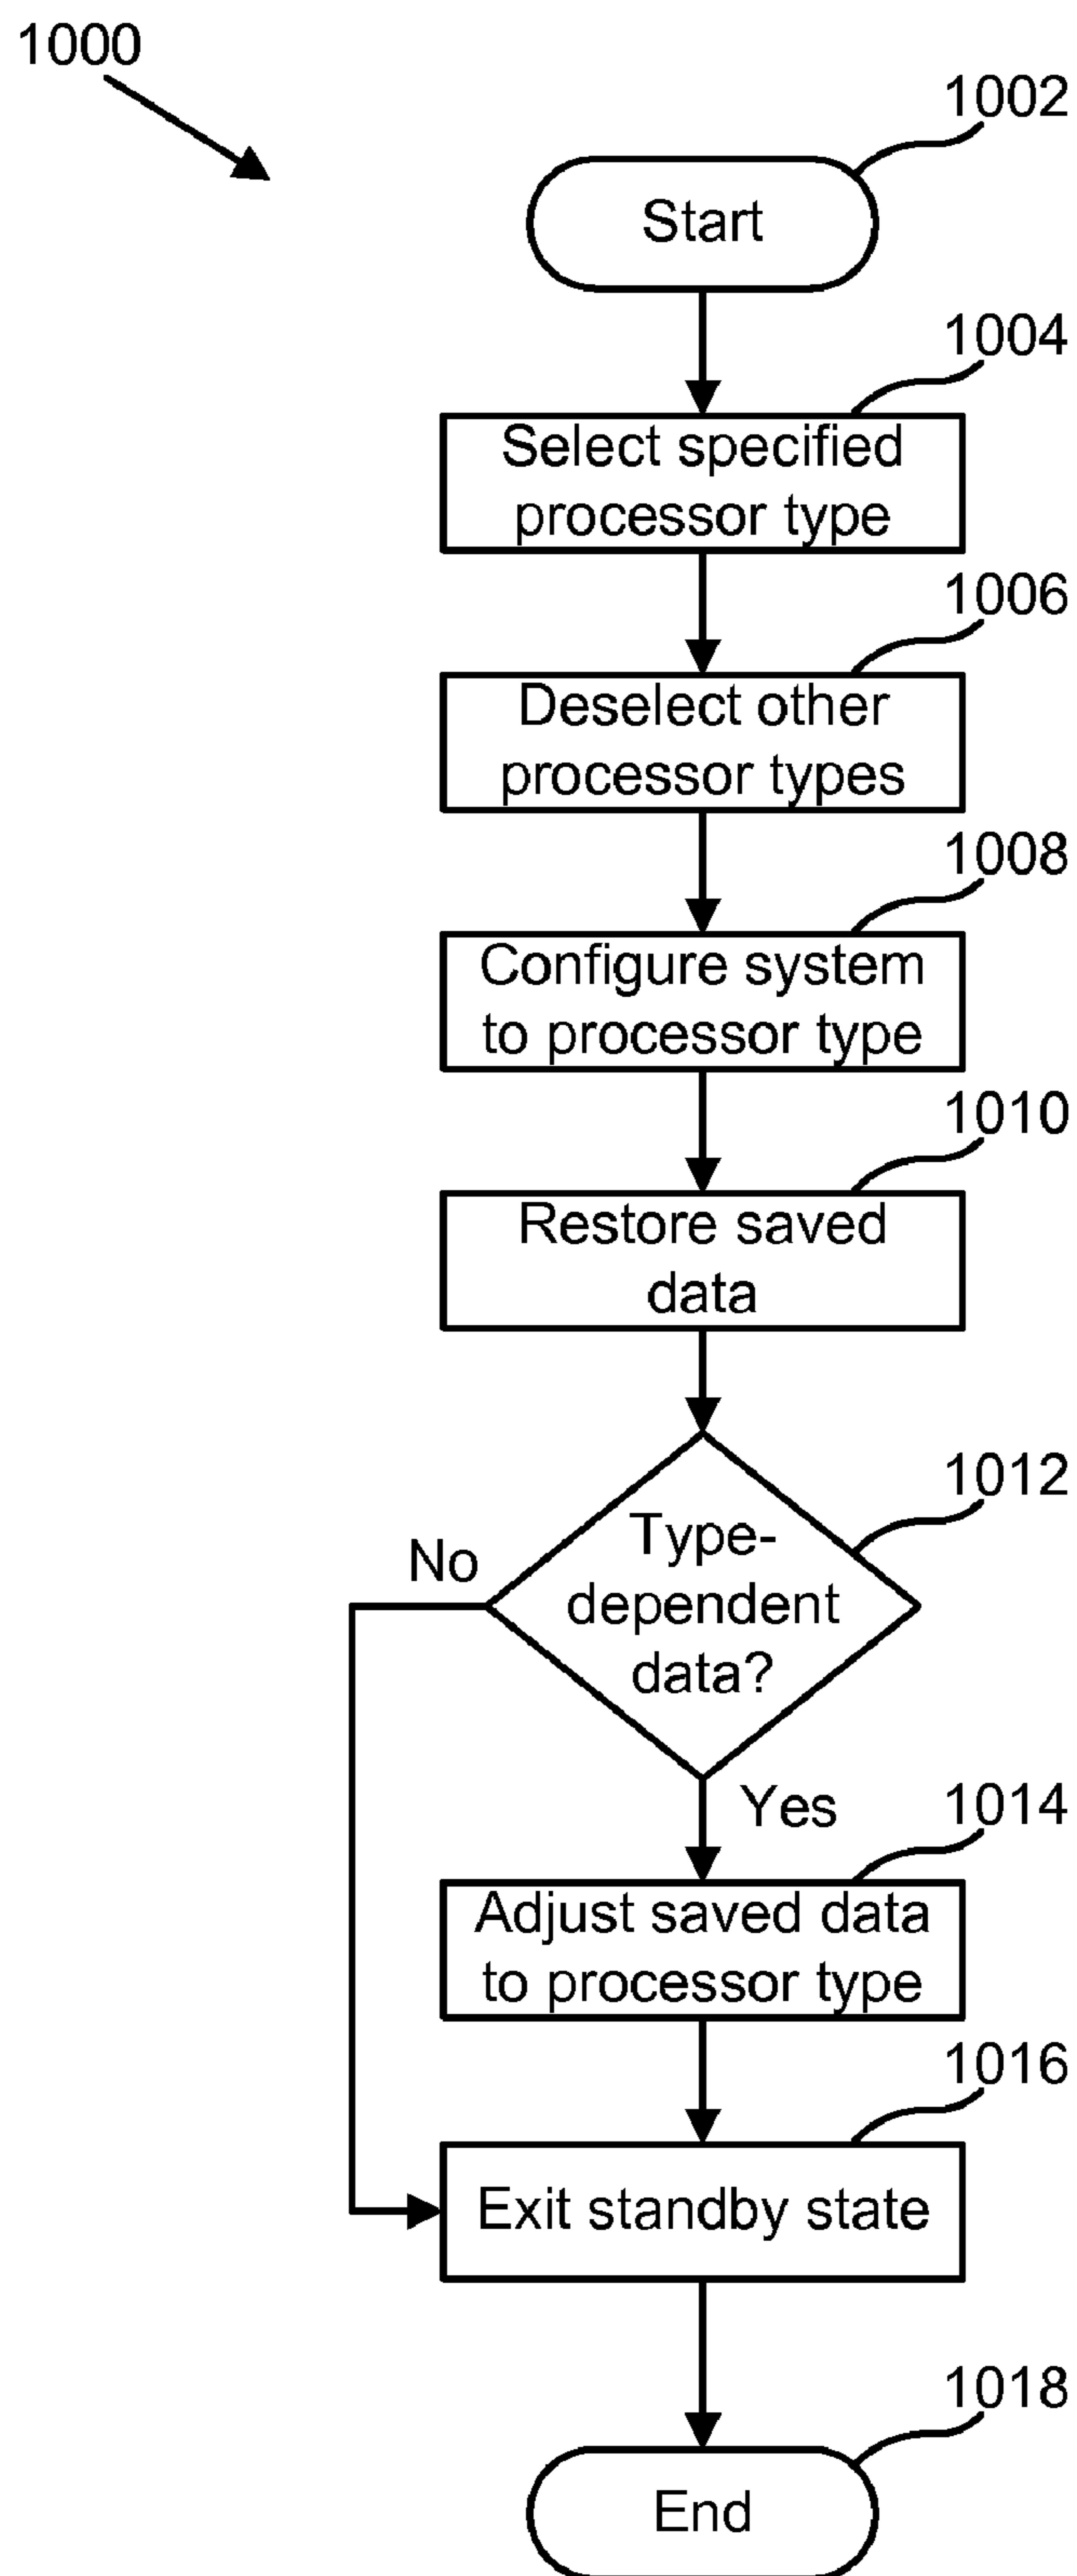 1000
1002
Start
1004
Select specified
processor type
1006
Deselect other
processor types
1008
Configure system
to processor type
1010
Restore saved
data
1012
Type-
dependent
data?
No
Yes
1014
Adjust saved data
to processor type
1016
Exit standby state
1018
End